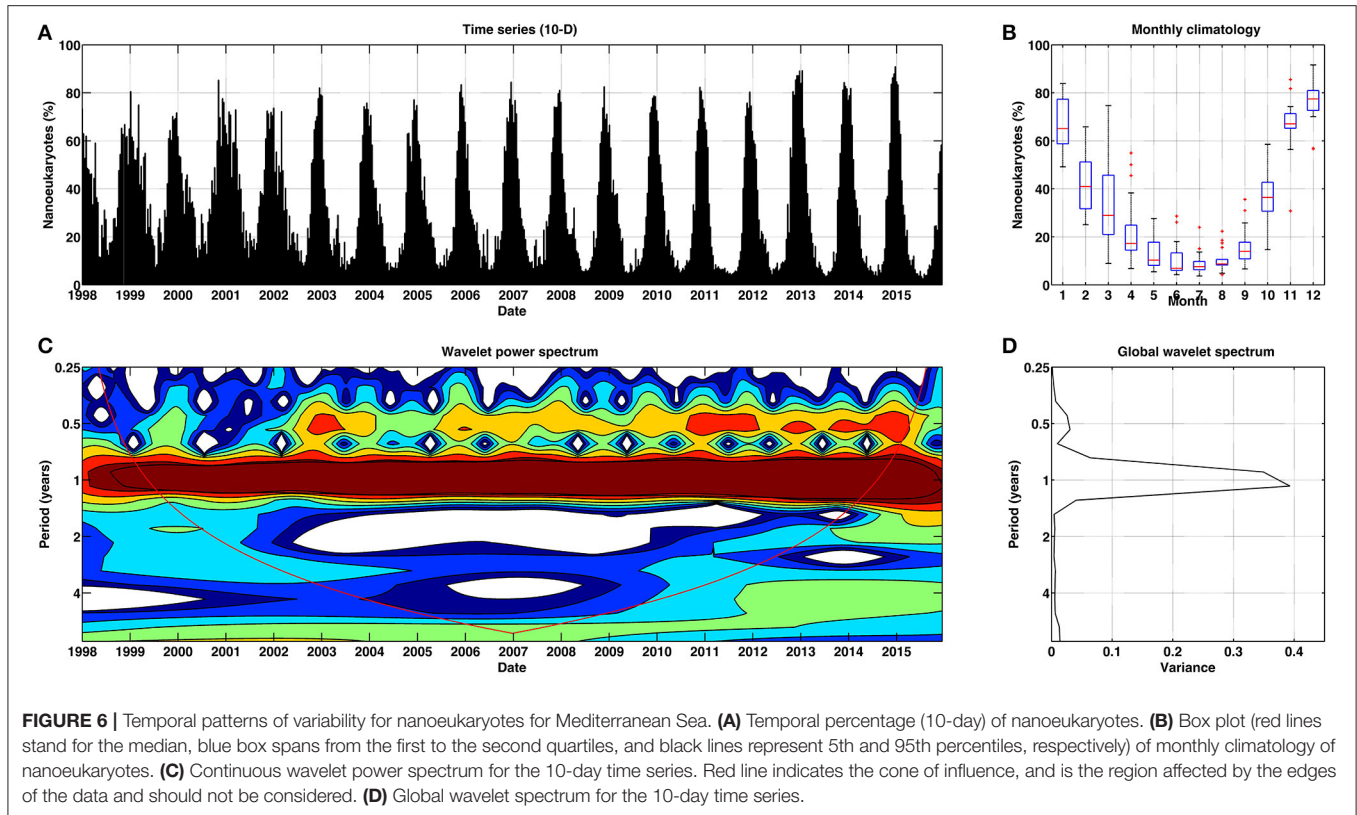 A
Time series (10-D)
100
80
60
40
20
0
Nanoeukaryotes (%)
1998 1999 2000 2001 2002 2003 2004 2005 2006 2007 2008 2009 2010 2011 2012 2013 2014 2015
Date
B
Monthly climatology
100
80
60
40
20
0
Nanoeukaryotes (%)
1 2 3 4 5 6 7 8 9 10 11 12
Month
C
Wavelet power spectrum
0.25
0.5
1
2
4
Period (years)
1998 1999 2000 2001 2002 2003 2004 2005 2006 2007 2008 2009 2010 2011 2012 2013 2014 2015
Date
D
Global wavelet spectrum
0.25
0.5
1
2
4
Period (years)
0 0.1 0.2 0.3 0.4
Variance
FIGURE 6 | Temporal patterns of variability for nanoeukaryotes for Mediterranean Sea. (A) Temporal percentage (10-day) of nanoeukaryotes. (B) Box plot (red lines
stand for the median, blue box spans from the first to the second quartiles, and black lines represent 5th and 95th percentiles, respectively) of monthly climatology of
nanoeukaryotes. (C) Continuous wavelet power spectrum for the 10-day time series. Red line indicates the cone of influence, and is the region affected by the edges
of the data and should not be considered. (D) Global wavelet spectrum for the 10-day time series.